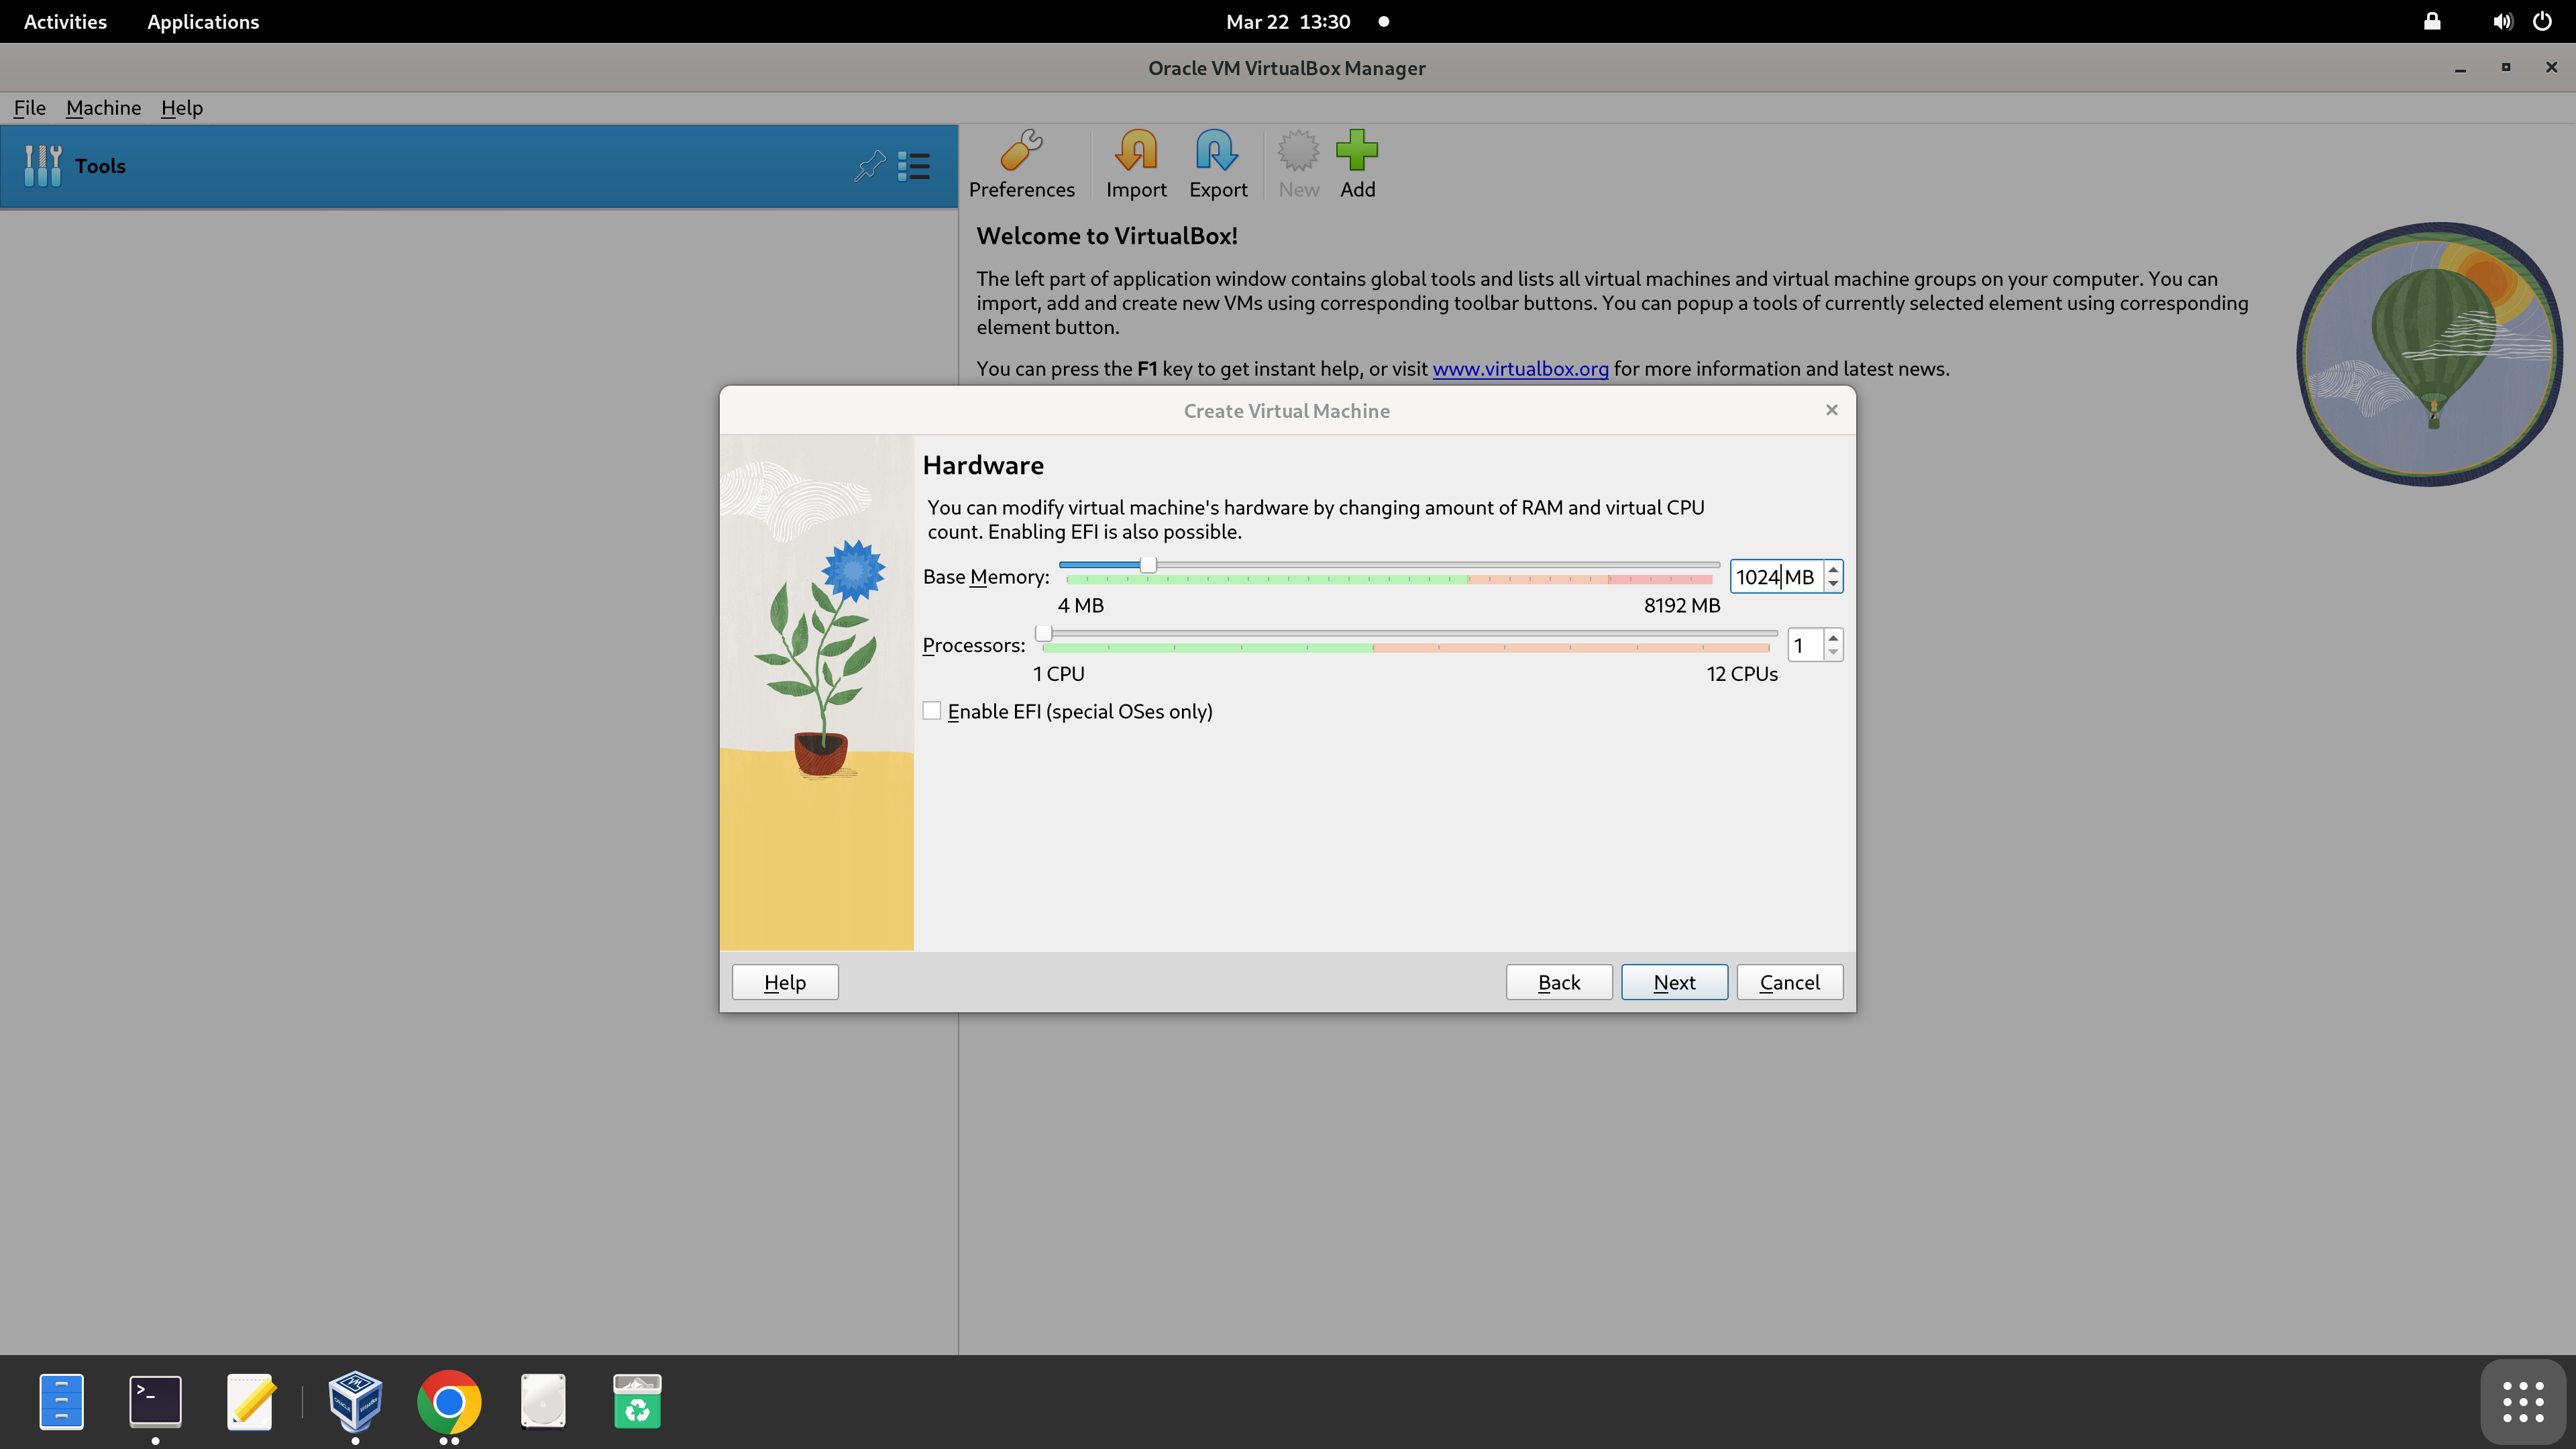 Activities Applications Mar 22 13:30
Oracle VM VirtualBox Manager
File Machine Help
Tools
Preferences Import Export New Add
Welcome to VirtualBox!
The left part of application window contains global tools and lists all virtual machines and virtual machine groups on your computer. You can
import, add and create new VMs using corresponding toolbar buttons. You can popup a tools of currently selected element using corresponding
element button.
You can press the F1 key to get instant help, or visit www.virtualbox.org for more information and latest news.
Create Virtual Machine
Hardware
You can modify virtual machine's hardware by changing amount of RAM and virtual CPU
count. Enabling EFI is also possible.
Base Memory: 1024 MB
4 MB 8192 MB
Processors: 1
1 CPU 12 CPUs
Enable EFI (special OSes only)
Help Back Next Cancel